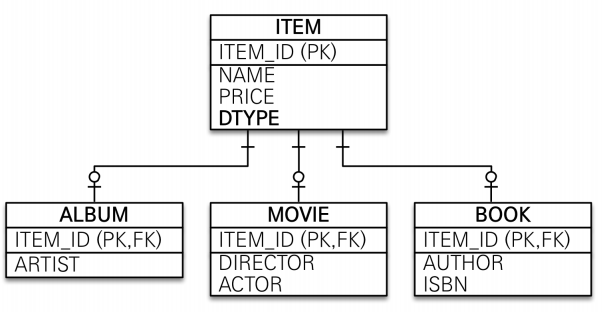 ITEM
ITEM_ID (PK)
NAME
PRICE
DTYPE
ALBUM
ITEM_ID (PK,FK)
ARTIST
MOVIE
ITEM_ID (PK,FK)
DIRECTOR
ACTOR
BOOK
ITEM_ID (PK,FK)
AUTHOR
ISBN